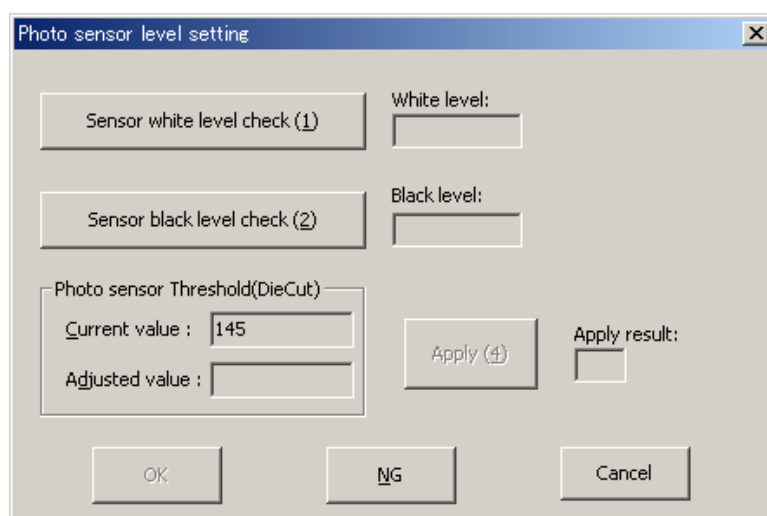 Photo sensor level setting
Sensor white level check (1)
White level:
Sensor black level check (2)
Black level:
Photo sensor Threshold(DieCut)
Current value : 145
Adjusted value :
Apply (4)
Apply result:
OK
NG
Cancel